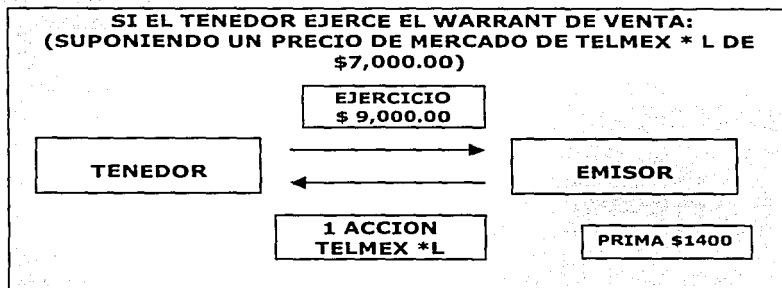 SI EL TENEDOR EJERCE EL WARRANT DE VENTA:
(SUPONIENDO UN PRECIO DE MERCADO DE TELMEX * L DE
$7,000.00)
EJERCICIO
$ 9,000.00
TENEDOR
EMISOR
1 ACCION
TELMEX *L
PRIMA $1400